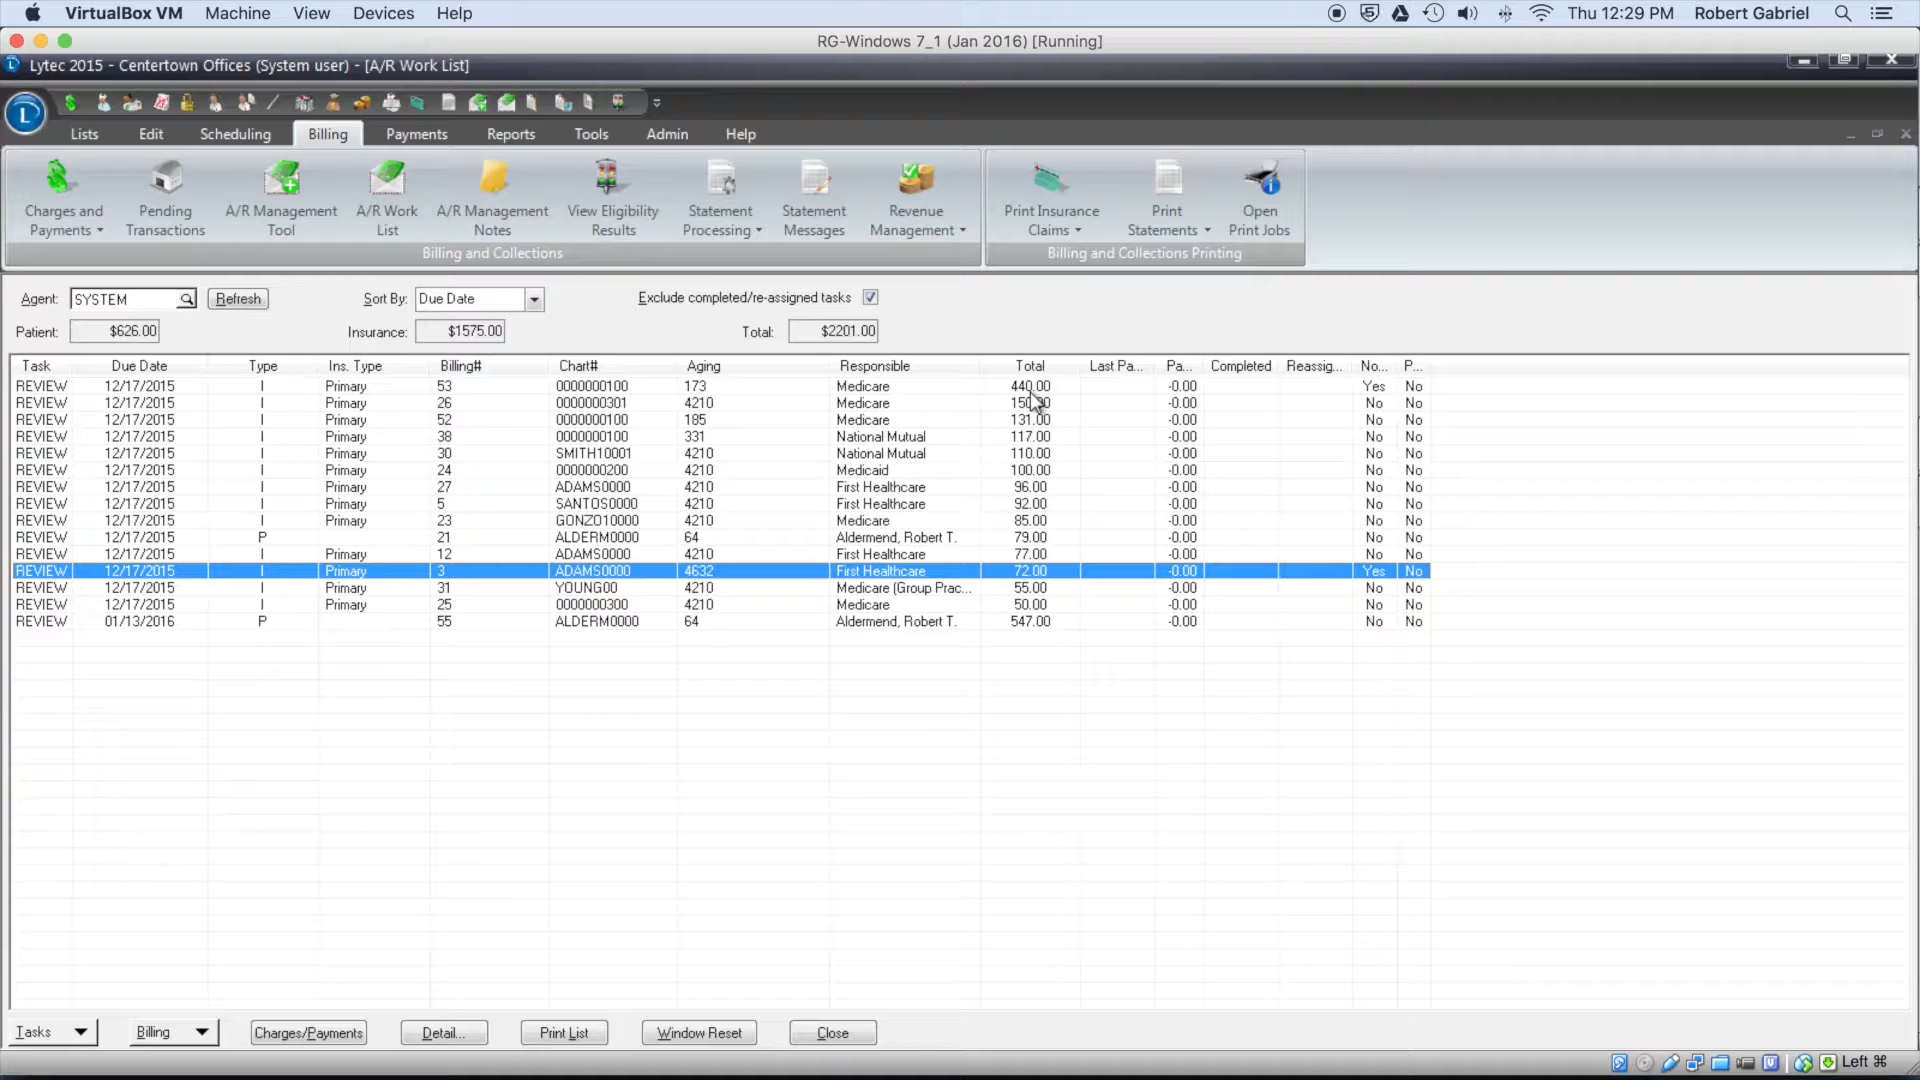 VirtualBox VM Machine View Devices Help Thu 12:29 PM Robert Gabriel
RG-Windows 7_1 (Jan 2016) [Running]
Lytec 2015 - Centertown Offices (System user) - [A/R Work List]
Lists Edit Scheduling Billing Payments Reports Tools Admin Help
Charges and Payments
Pending Transactions
A/R Management Tool
A/R Work List
A/R Management Notes
View Eligibility Results
Statement Processing
Statement Messages
Revenue Management
Print Insurance Claims
Print Statements
Open Print Jobs
Billing and Collections Billing and Collections Printing
Agent: SYSTEM Refresh Sort By: Due Date Exclude completed/re-assigned tasks
Patient: $626.00 Insurance: $1575.00 Total: $2201.00
Task Due Date Type Ins. Type Billing# Chart# Aging Responsible Total Last Pa... Pa... Completed Reassig... No... P...
REVIEW 12/17/2015 I Primary 53 0000000100 173 Medicare 440.00 -0.00 Yes No
REVIEW 12/17/2015 I Primary 26 0000000301 4210 Medicare -0.00 No No
REVIEW 12/17/2015 I Primary 52 0000000100 185 Medicare 131.00 -0.00 No No
REVIEW 12/17/2015 I Primary 38 0000000100 331 National Mutual 117.00 -0.00 No No
REVIEW 12/17/2015 I Primary 30 SMITH10001 4210 National Mutual 110.00 -0.00 No No
REVIEW 12/17/2015 I Primary 24 0000000200 4210 Medicaid 100.00 -0.00 No No
REVIEW 12/17/2015 I Primary 27 ADAMS0000 4210 First Healthcare 96.00 -0.00 No No
REVIEW 12/17/2015 I Primary 5 SANTOS0000 4210 First Healthcare 92.00 -0.00 No No
REVIEW 12/17/2015 I Primary 23 GONZO10000 4210 Medicare 85.00 -0.00 No No
REVIEW 12/17/2015 P 21 ALDERM0000 64 Aldermend, Robert T. 79.00 -0.00 No No
REVIEW 12/17/2015 I Primary 12 ADAMS0000 4210 First Healthcare 77.00 -0.00 No No
REVIEW 12/17/2015 I Primary 3 ADAMS0000 4632 First Healthcare 72.00 -0.00 Yes No
REVIEW 12/17/2015 I Primary 31 YOUNG00 4210 Medicare (Group Prac... 55.00 -0.00 No No
REVIEW 12/17/2015 I Primary 25 0000000300 4210 Medicare 50.00 -0.00 No No
REVIEW 01/13/2016 P 55 ALDERM0000 64 Aldermend, Robert T. 547.00 -0.00 No No
Tasks Billing Charges/Payments Detail... Print List Window Reset Close
Left ⌘